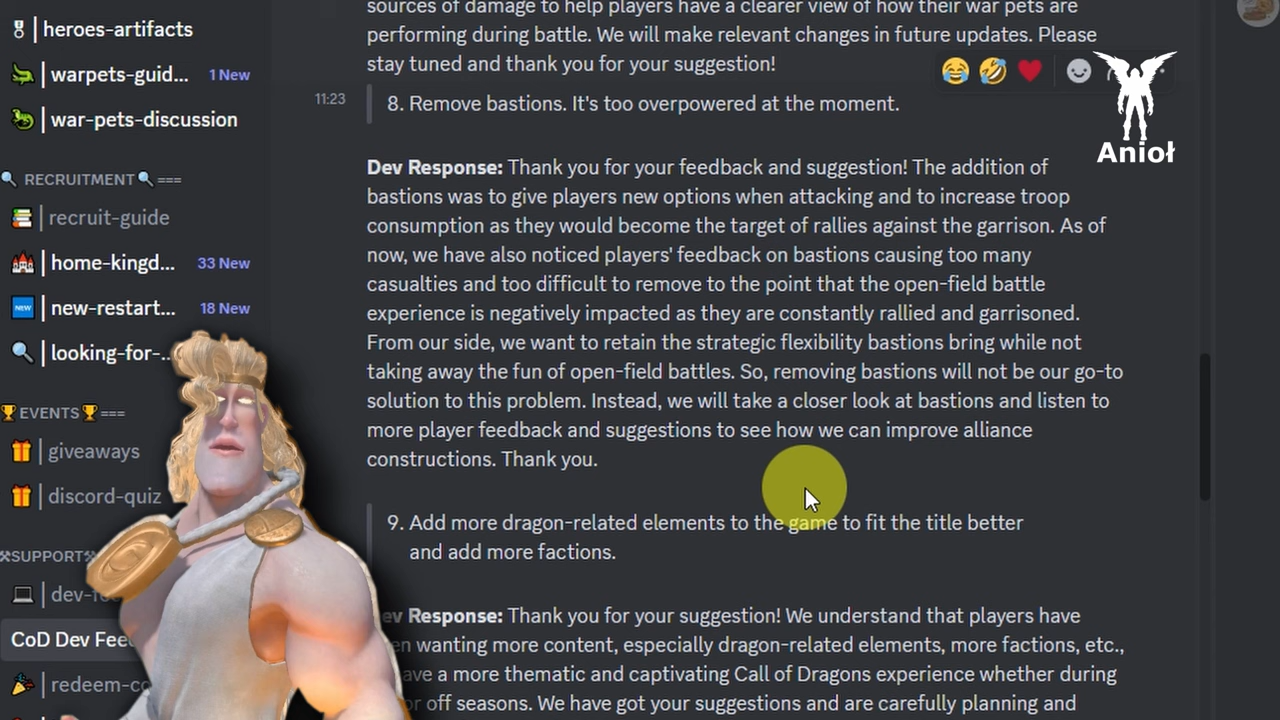 heroes-artifacts
warpets-guid... 1 New
war-pets-discussion
RECRUITMENT ===
recruit-guide
home-kingd... 33 New
NEW new-restart... 18 New
looking-for-...
EVENTS ===
giveaways
discord-quiz
SUPPORT
CoD Dev
redeem-
sources of damage to help players have a clearer view of how their war pets are
performing during battle. We will make relevant changes in future updates. Please
stay tuned and thank you for your suggestion!
11:23 8. Remove bastions. It's too overpowered at the moment.
Dev Response: Thank you for your feedback and suggestion! The addition of
bastions was to give players new options when attacking and to increase troop
consumption as they would become the target of rallies against the garrison. As of
now, we have also noticed players' feedback on bastions causing too many
casualties and too difficult to remove to the point that the open-field battle
experience is negatively impacted as they are constantly rallied and garrisoned.
From our side, we want to retain the strategic flexibility bastions bring while not
taking away the fun of open-field battles. So, removing bastions will not be our go-to
solution to this problem. Instead, we will take a closer look at bastions and listen to
more player feedback and suggestions to see how we can improve alliance
constructions. Thank you.
9. Add more dragon-related elements to the game to fit the title better
and add more factions.
Response: Thank you for your suggestion! We understand that players have
wanting more content, especially dragon-related elements, more factions, etc.,
a more thematic and captivating Call of Dragons experience whether during
off seasons. We have got your suggestions and are carefully planning and
Anioł